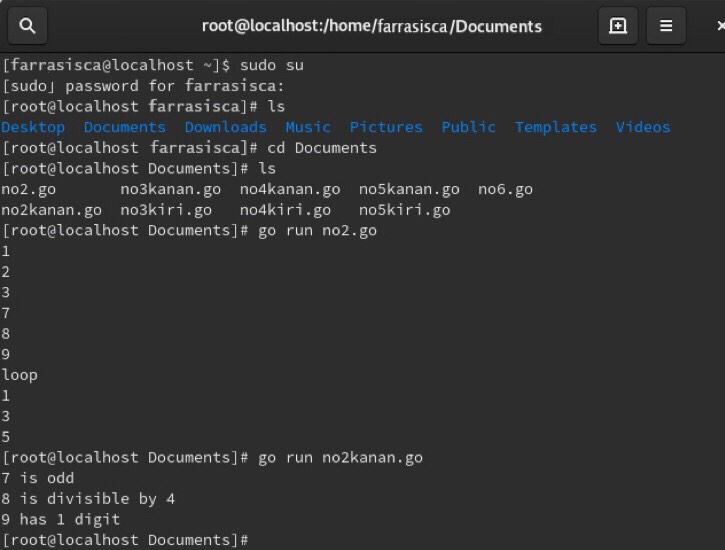 root@localhost:/home/farrasisca/Documents
[farrasisca@localhost ~]$ sudo su
[sudo] password for farrasisca:
[root@localhost farrasisca]# ls
Desktop  Documents  Downloads  Music  Pictures  Public  Templates  Videos
[root@localhost farrasisca]# cd Documents
[root@localhost Documents]# ls
no2.go       no3kanan.go  no4kanan.go  no5kanan.go  no6.go
no2kanan.go  no3kiri.go   no4kiri.go   no5kiri.go
[root@localhost Documents]# go run no2.go
1
2
3
7
8
9
loop
1
3
5
[root@localhost Documents]# go run no2kanan.go
7 is odd
8 is divisible by 4
9 has 1 digit
[root@localhost Documents]#